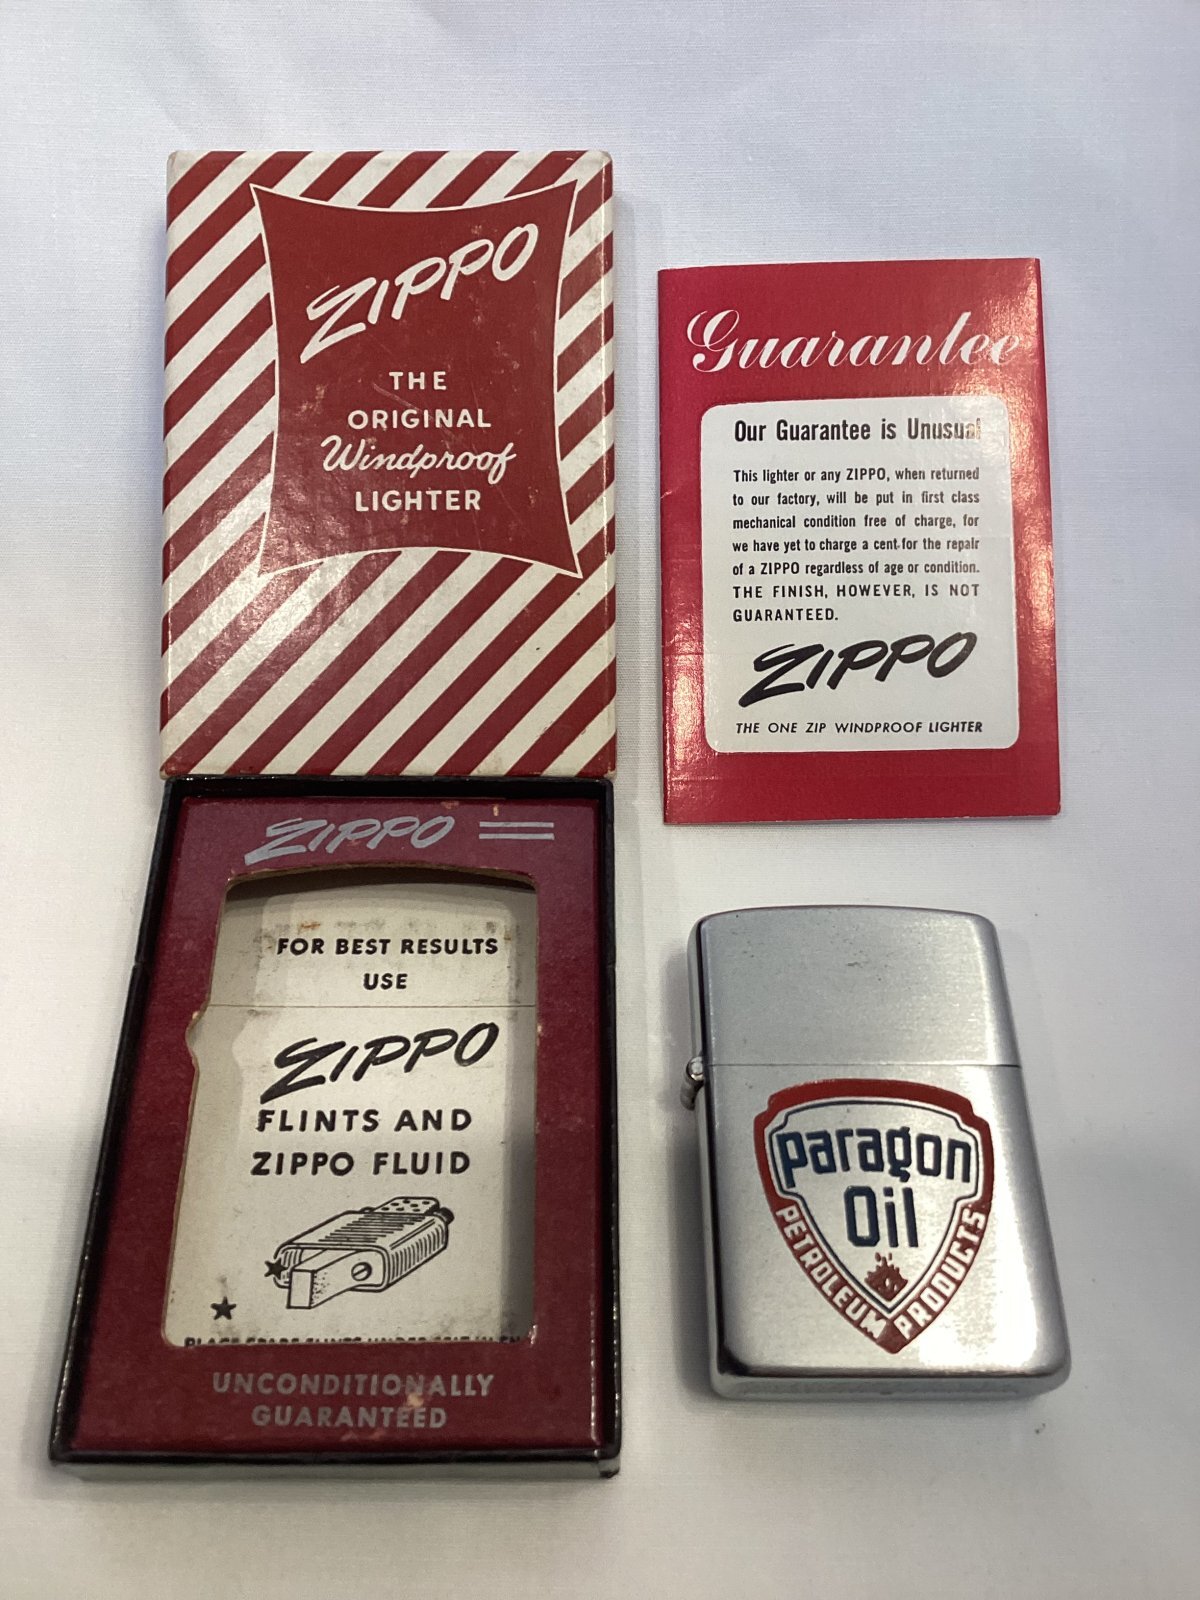 ZIPPO
THE
ORIGINAL
Windproof
LIGHTER
Guarantee
Our Guarantee is Unusual
This lighter or any ZIPPO, when returned
to our factory, will be put in first class
mechanical condition free of charge, for
we have yet to charge a cent for the repair
of a ZIPPO regardless of age or condition.
THE FINISH, HOWEVER, IS NOT
GUARANTEED.
ZIPPO
THE ONE ZIP WINDPROOF LIGHTER
ZIPPO
FOR BEST RESULTS
USE
ZIPPO
FLINTS AND
ZIPPO FLUID
PLACE SPARE FLINTS UNDER
UNCONDITIONALLY
GUARANTEED
Paragon
Oil
PETROLEUM PRODUCTS